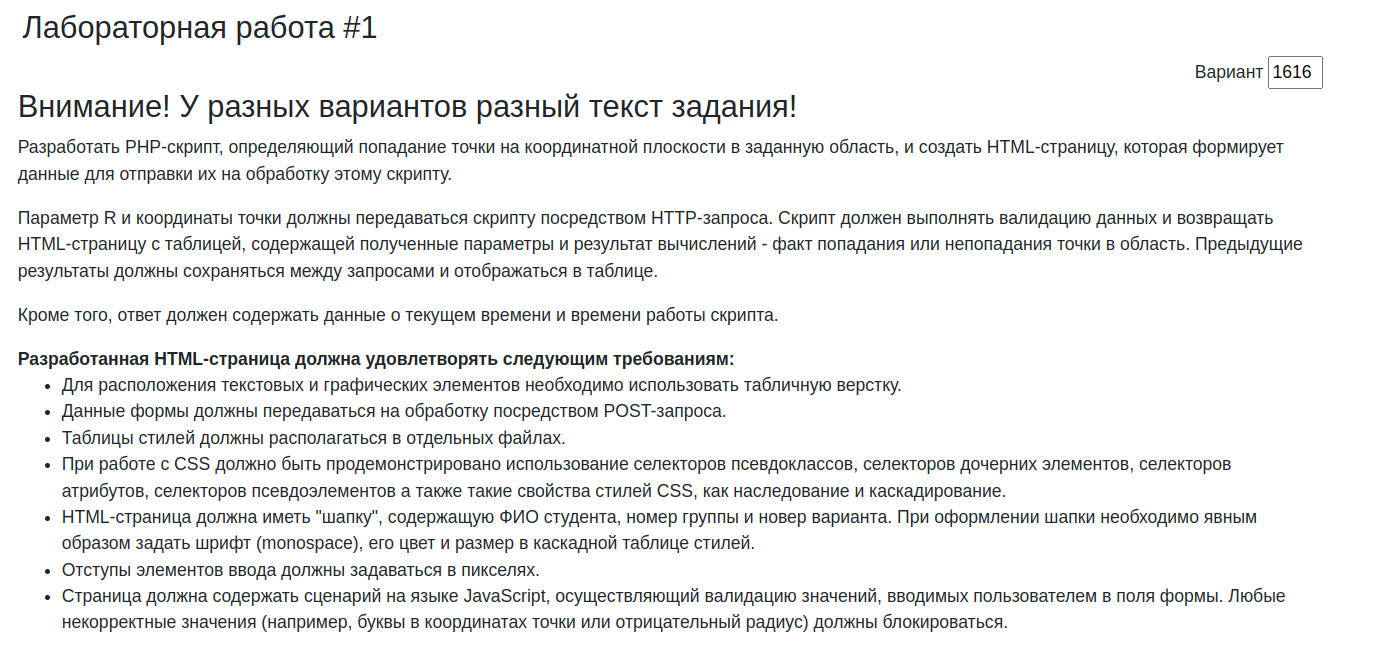 Лабораторная работа #1
Вариант 1616
Внимание! У разных вариантов разный текст задания!
Разработать PHP-скрипт, определяющий попадание точки на координатной плоскости в заданную область, и создать HTML-страницу, которая формирует
данные для отправки их на обработку этому скрипту.
Параметр R и координаты точки должны передаваться скрипту посредством HTTP-запроса. Скрипт должен выполнять валидацию данных и возвращать
HTML-страницу с таблицей, содержащей полученные параметры и результат вычислений - факт попадания или непопадания точки в область. Предыдущие
результаты должны сохраняться между запросами и отображаться в таблице.
Кроме того, ответ должен содержать данные о текущем времени и времени работы скрипта.
Разработанная HTML-страница должна удовлетворять следующим требованиям:
• Для расположения текстовых и графических элементов необходимо использовать табличную верстку.
• Данные формы должны передаваться на обработку посредством POST-запроса.
• Таблицы стилей должны располагаться в отдельных файлах.
• При работе с CSS должно быть продемонстрировано использование селекторов псевдоклассов, селекторов дочерних элементов, селекторов
атрибутов, селекторов псевдоэлементов а также такие свойства стилей CSS, как наследование и каскадирование.
• HTML-страница должна иметь "шапку", содержащую ФИО студента, номер группы и новер варианта. При оформлении шапки необходимо явным
образом задать шрифт (monospace), его цвет и размер в каскадной таблице стилей.
• Отступы элементов ввода должны задаваться в пикселях.
• Страница должна содержать сценарий на языке JavaScript, осуществляющий валидацию значений, вводимых пользователем в поля формы. Любые
некорректные значения (например, буквы в координатах точки или отрицательный радиус) должны блокироваться.